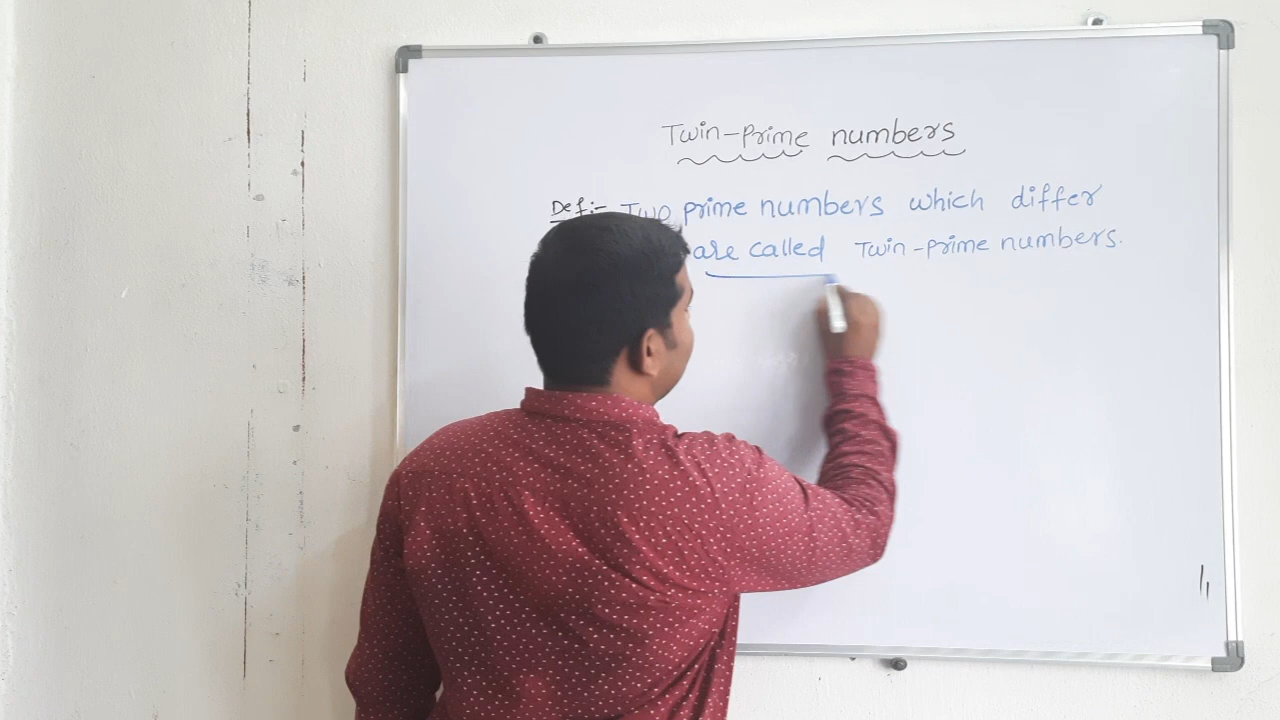 Twin-Prime numbers
Defi:- Two prime numbers which differ
are called Twin-prime numbers.